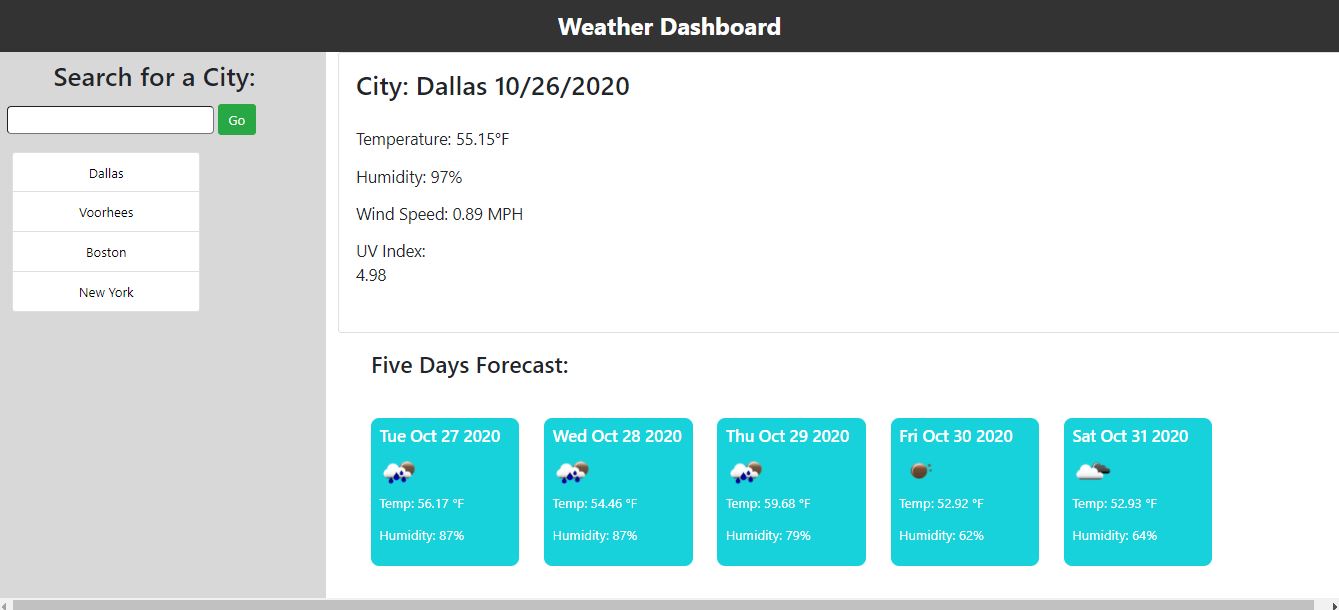 Weather Dashboard
Search for a City:
Go
Dallas
Voorhees
Boston
New York
City: Dallas 10/26/2020
Temperature: 55.15°F
Humidity: 97%
Wind Speed: 0.89 MPH
UV Index:
4.98
Five Days Forecast:
Tue Oct 27 2020
Temp: 56.17 °F
Humidity: 87%
Wed Oct 28 2020
Temp: 54.46 °F
Humidity: 87%
Thu Oct 29 2020
Temp: 59.68 °F
Humidity: 79%
Fri Oct 30 2020
Temp: 52.92 °F
Humidity: 62%
Sat Oct 31 2020
Temp: 52.93 °F
Humidity: 64%